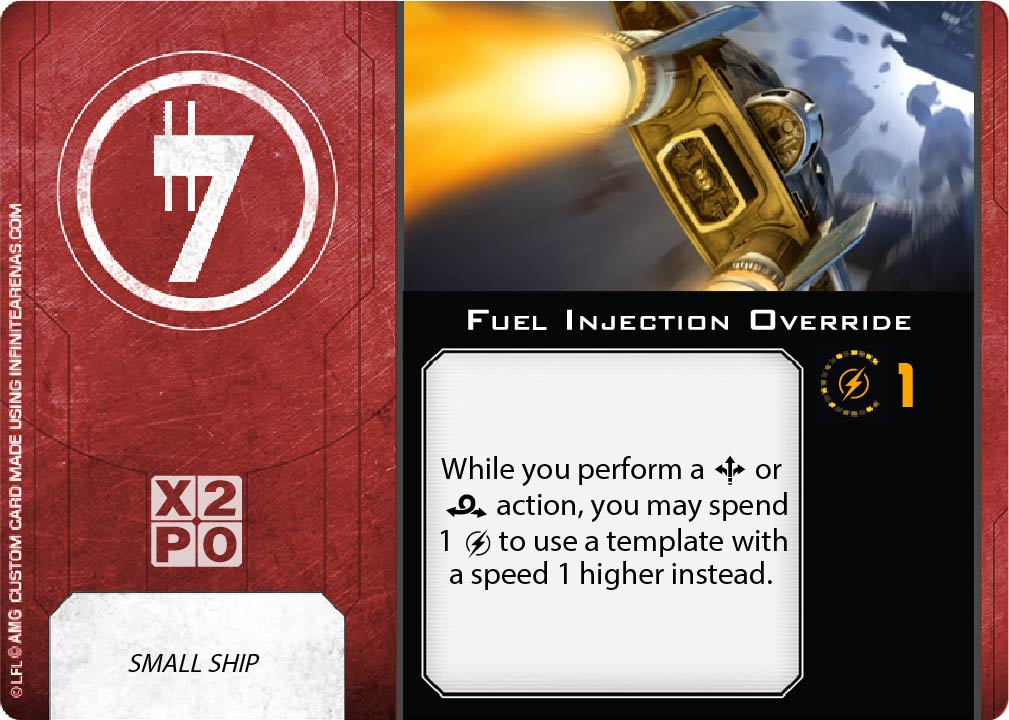 ©LFL ©AMG CUSTOM CARD MADE USING INFINITEARENAS.COM
X2
PO
SMALL SHIP
Fuel Injection Override
1
While you perform a or
action, you may spend
1 to use a template with
a speed 1 higher instead.